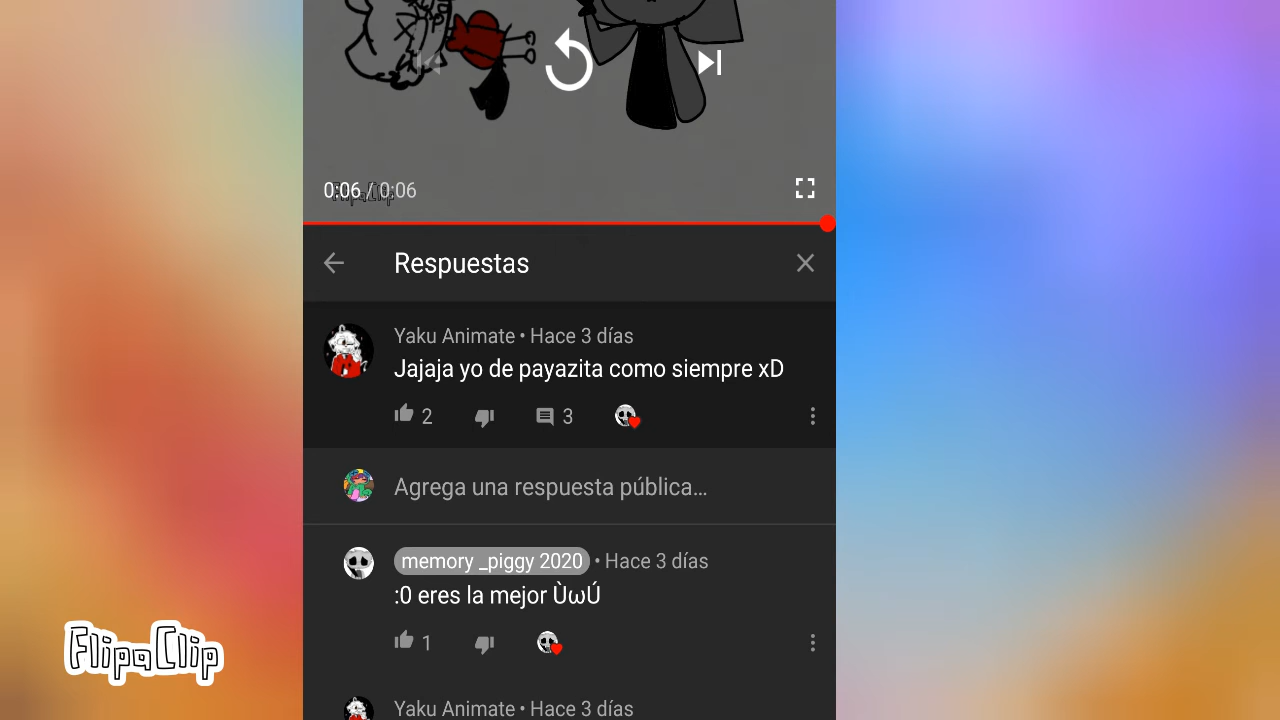 0:06 / 0:06
FlipaClip
Respuestas
Yaku Animate • Hace 3 días
Jajaja yo de payazita como siempre xD
2
3
Agrega una respuesta pública...
memory _piggy 2020 • Hace 3 días
:0 eres la mejor ÙωÚ
1
FlipaClip
Yaku Animate • Hace 3 días